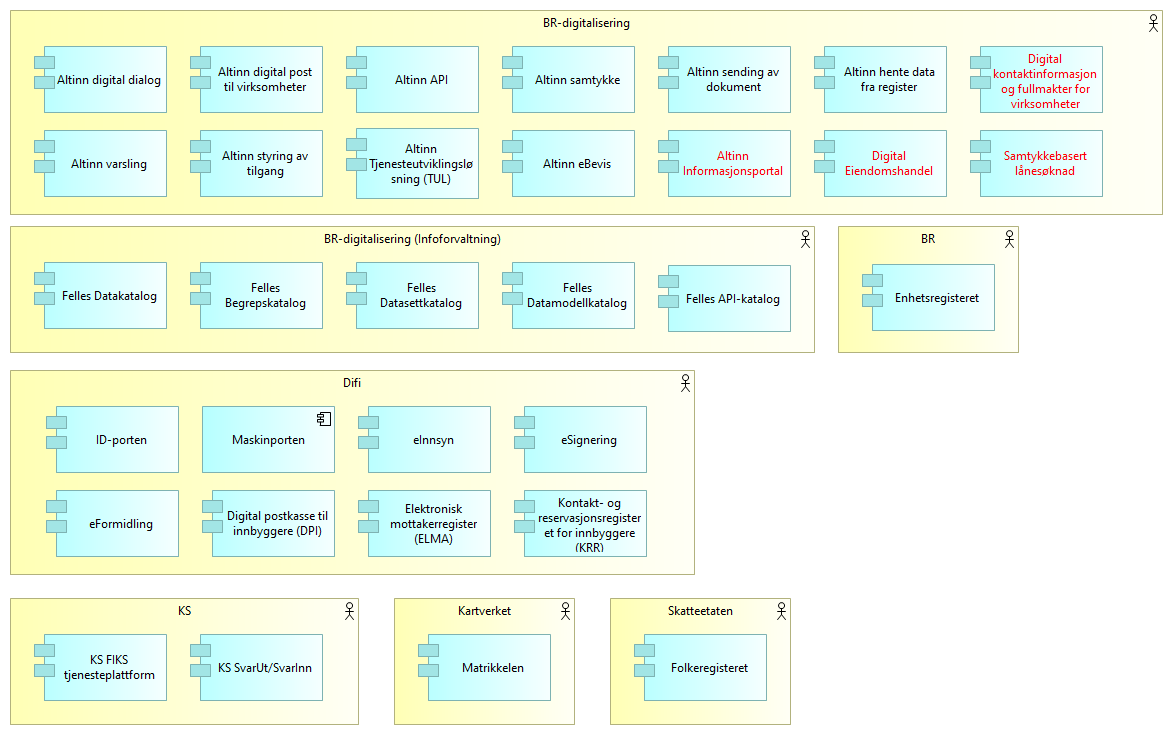 BR-digitalisering
Altinn digital dialog
Altinn digital post
til virksomheter
Altinn API
Altinn samtykke
Altinn sending av
dokument
Altinn hente data
fra register
Digital
kontaktinformasjon
og fullmakter for
virksomheter
Altinn varsling
Altinn styring av
tilgang
Altinn
Tjenesteutviklingslø
sning (TUL)
Altinn eBevis
Altinn
Informasjonsportal
Digital
Eiendomshandel
Samtykkebasert
lånesøknad
BR-digitalisering (Infoforvaltning)
Felles Datakatalog
Felles
Begrepskatalog
Felles
Datasettkatalog
Felles
Datamodellkatalog
Felles API-katalog
BR
Enhetsregisteret
Difi
ID-porten
Maskinporten
eInnsyn
eSignering
eFormidling
Digital postkasse til
innbyggere (DPI)
Elektronisk
mottakerregister
(ELMA)
Kontakt- og
reservasjonsregister
et for innbyggere
(KRR)
KS
KS FIKS
tjenesteplattform
KS SvarUt/SvarInn
Kartverket
Matrikkelen
Skatteetaten
Folkeregisteret